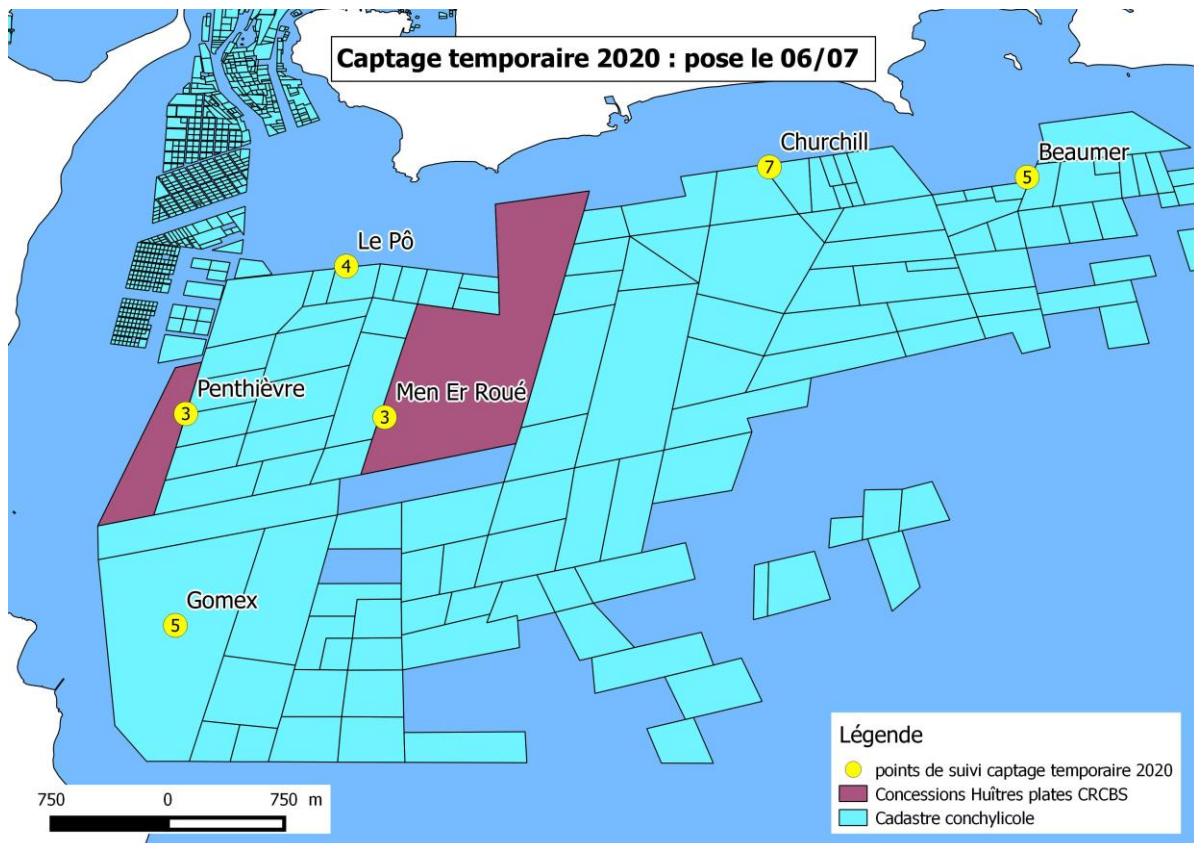 Captage temporaire 2020 : pose le 06/07
Churchill
7
Beaumer
5
Le Pô
4
Penthièvre
3
Men Er Roué
3
Gomex
5
Légende
points de suivi captage temporaire 2020
Concessions Huîtres plates CRCBS
Cadastre conchylicole
750 0 750 m